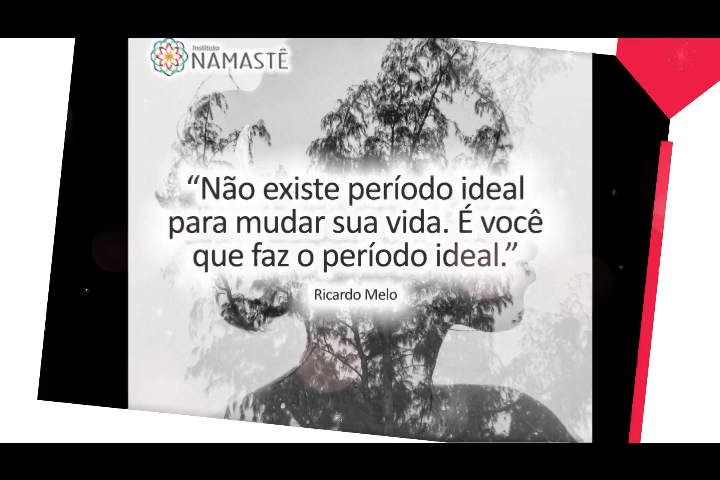 Instituto
NAMASTÊ
“Não existe período ideal
para mudar sua vida. É você
que faz o período ideal.”
Ricardo Melo